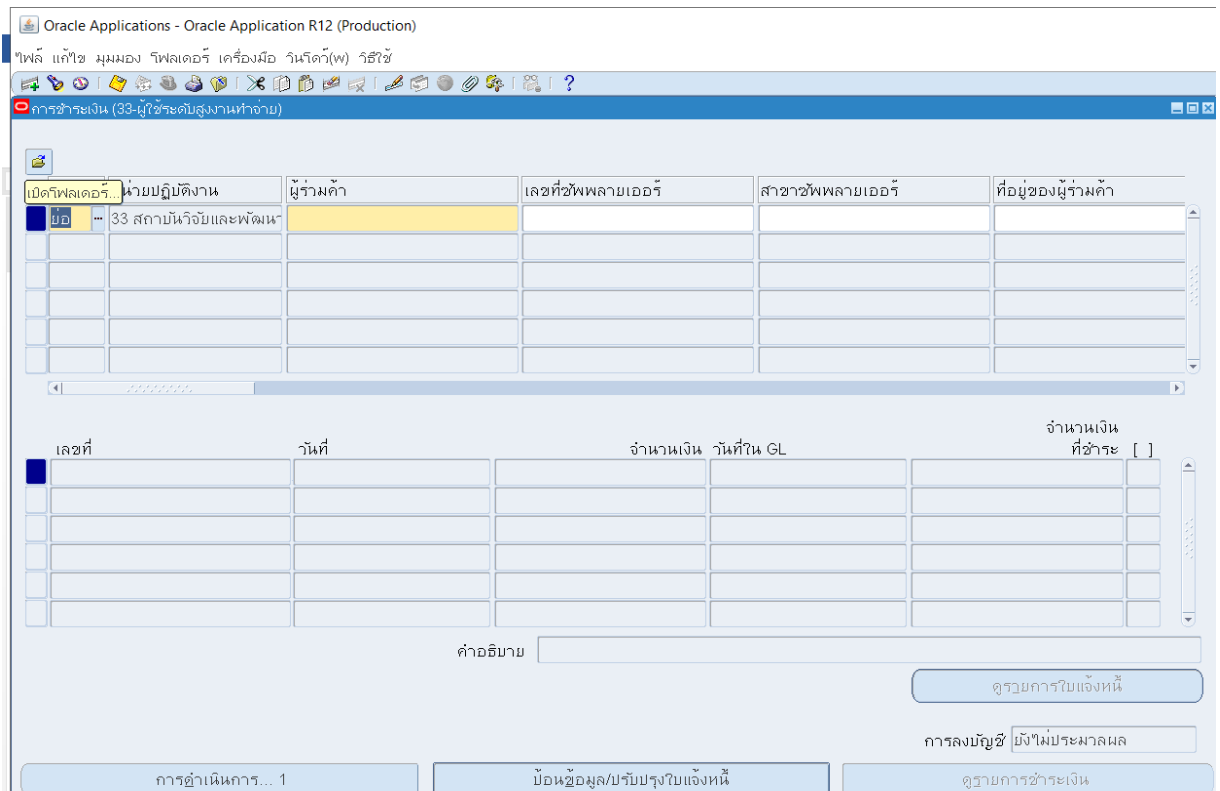 Oracle Applications - Oracle Application R12 (Production)
ไฟล์ แก้ไข มุมมอง โฟลเดอร์ เครื่องมือ วินโดว์(w) วิธีใช้
การชำระเงิน (33-ผู้ใช้ระดับสูงงานทำจ่าย)
เปิดโฟลเดอร์... น่วยปฏิบัติงาน ผู้ร่วมค้า เลขที่ซัพพลายเออร์ สาขาซัพพลายเออร์ ที่อยู่ของผู้ร่วมค้า
ย่อ ... 33 สถาบันวิจัยและพัฒนา
จำนวนเงิน
เลขที่ วันที่ จำนวนเงิน วันที่ใน GL ที่ชำระ [ ]
คำอธิบาย
ดูรายการใบแจ้งหนี้
การลงบัญชี ยังไม่ประมาลผล
การดำเนินการ... 1 ป้อนข้อมูล/ปรับปรุงใบแจ้งหนี้ ดูรายการชำระเงิน